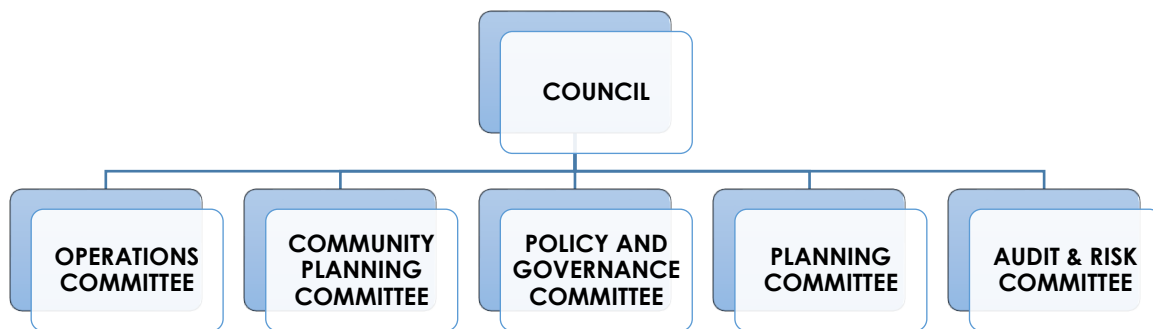 COUNCIL
OPERATIONS
COMMITTEE
COMMUNITY
PLANNING
COMMITTEE
POLICY AND
GOVERNANCE
COMMITTEE
PLANNING
COMMITTEE
AUDIT & RISK
COMMITTEE